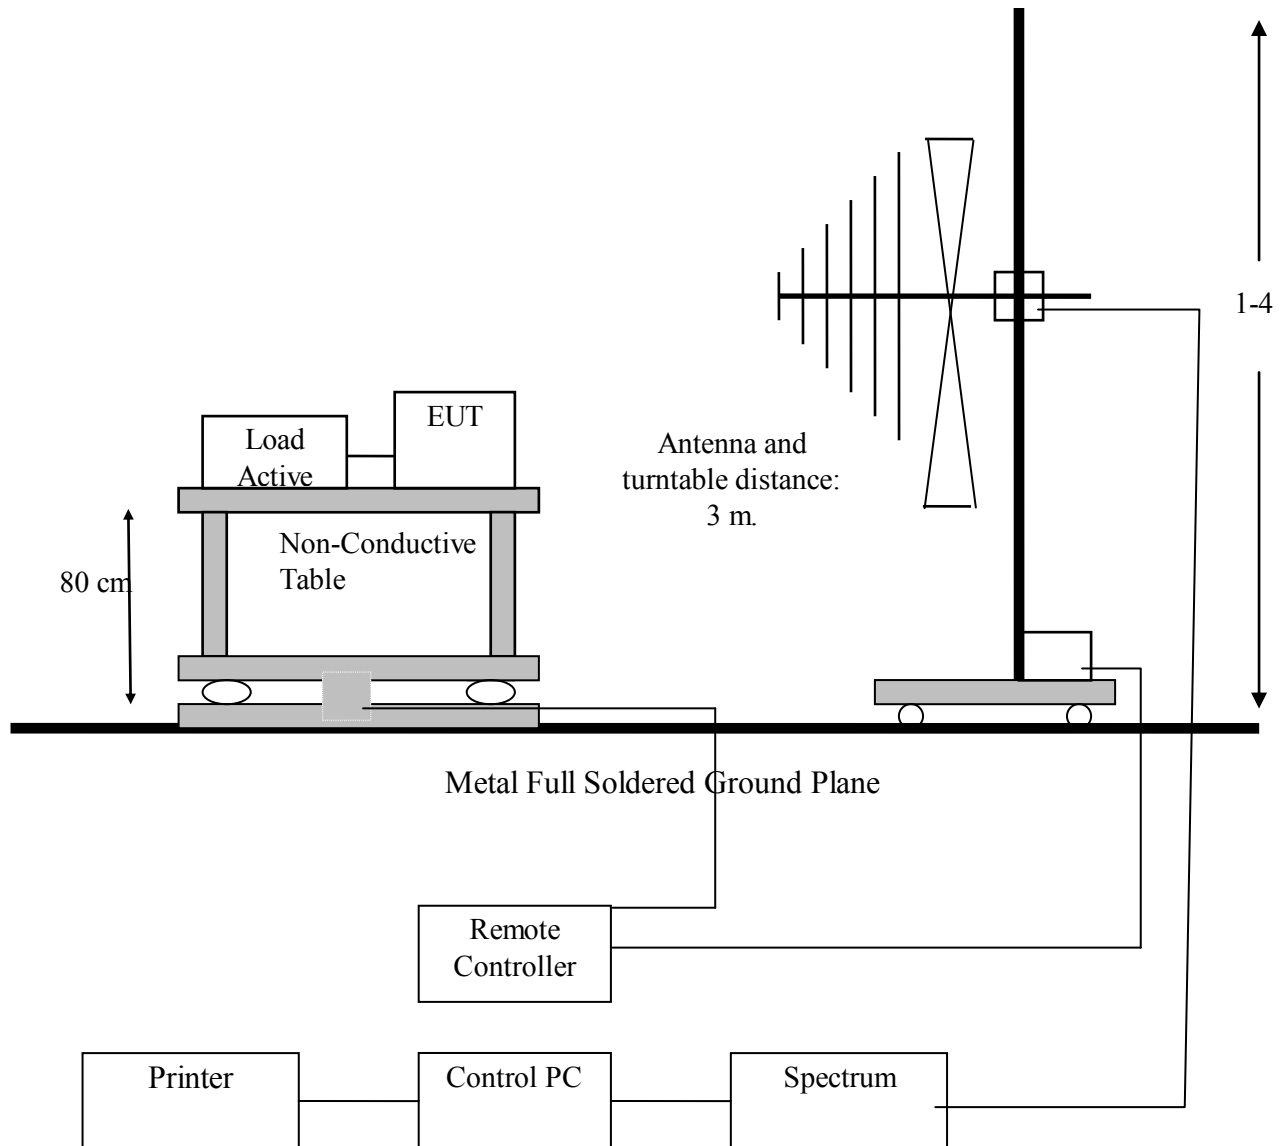 1-4
EUT
Load
Active
Antenna and
turntable distance:
3 m.
Non-Conductive
Table
80 cm
Metal Full Soldered Ground Plane
Remote
Controller
Printer
Control PC
Spectrum